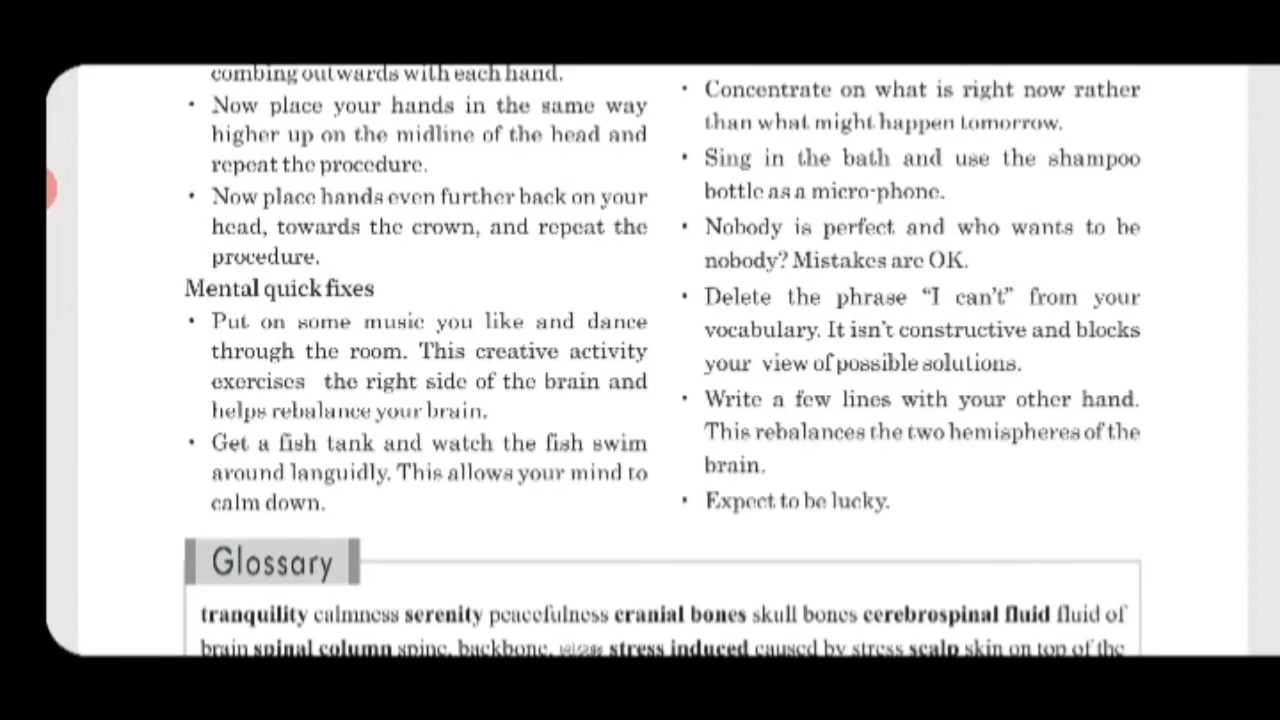 combing outwards with each hand.
• Now place your hands in the same way
higher up on the midline of the head and
repeat the procedure.
• Now place hands even further back on your
head, towards the crown, and repeat the
procedure.
Mental quick fixes
• Put on some music you like and dance
through the room. This creative activity
exercises the right side of the brain and
helps rebalance your brain.
• Get a fish tank and watch the fish swim
around languidly. This allows your mind to
calm down.
• Concentrate on what is right now rather
than what might happen tomorrow.
• Sing in the bath and use the shampoo
bottle as a micro-phone.
• Nobody is perfect and who wants to be
nobody? Mistakes are OK.
• Delete the phrase “I can't” from your
vocabulary. It isn't constructive and blocks
your view of possible solutions.
• Write a few lines with your other hand.
This rebalances the two hemispheres of the
brain.
• Expect to be lucky.
Glossary
tranquility calmness serenity peacefulness cranial bones skull bones cerebrospinal fluid fluid of
brain spinal column spine, backbone, stress induced caused by stress scalp skin on top of the